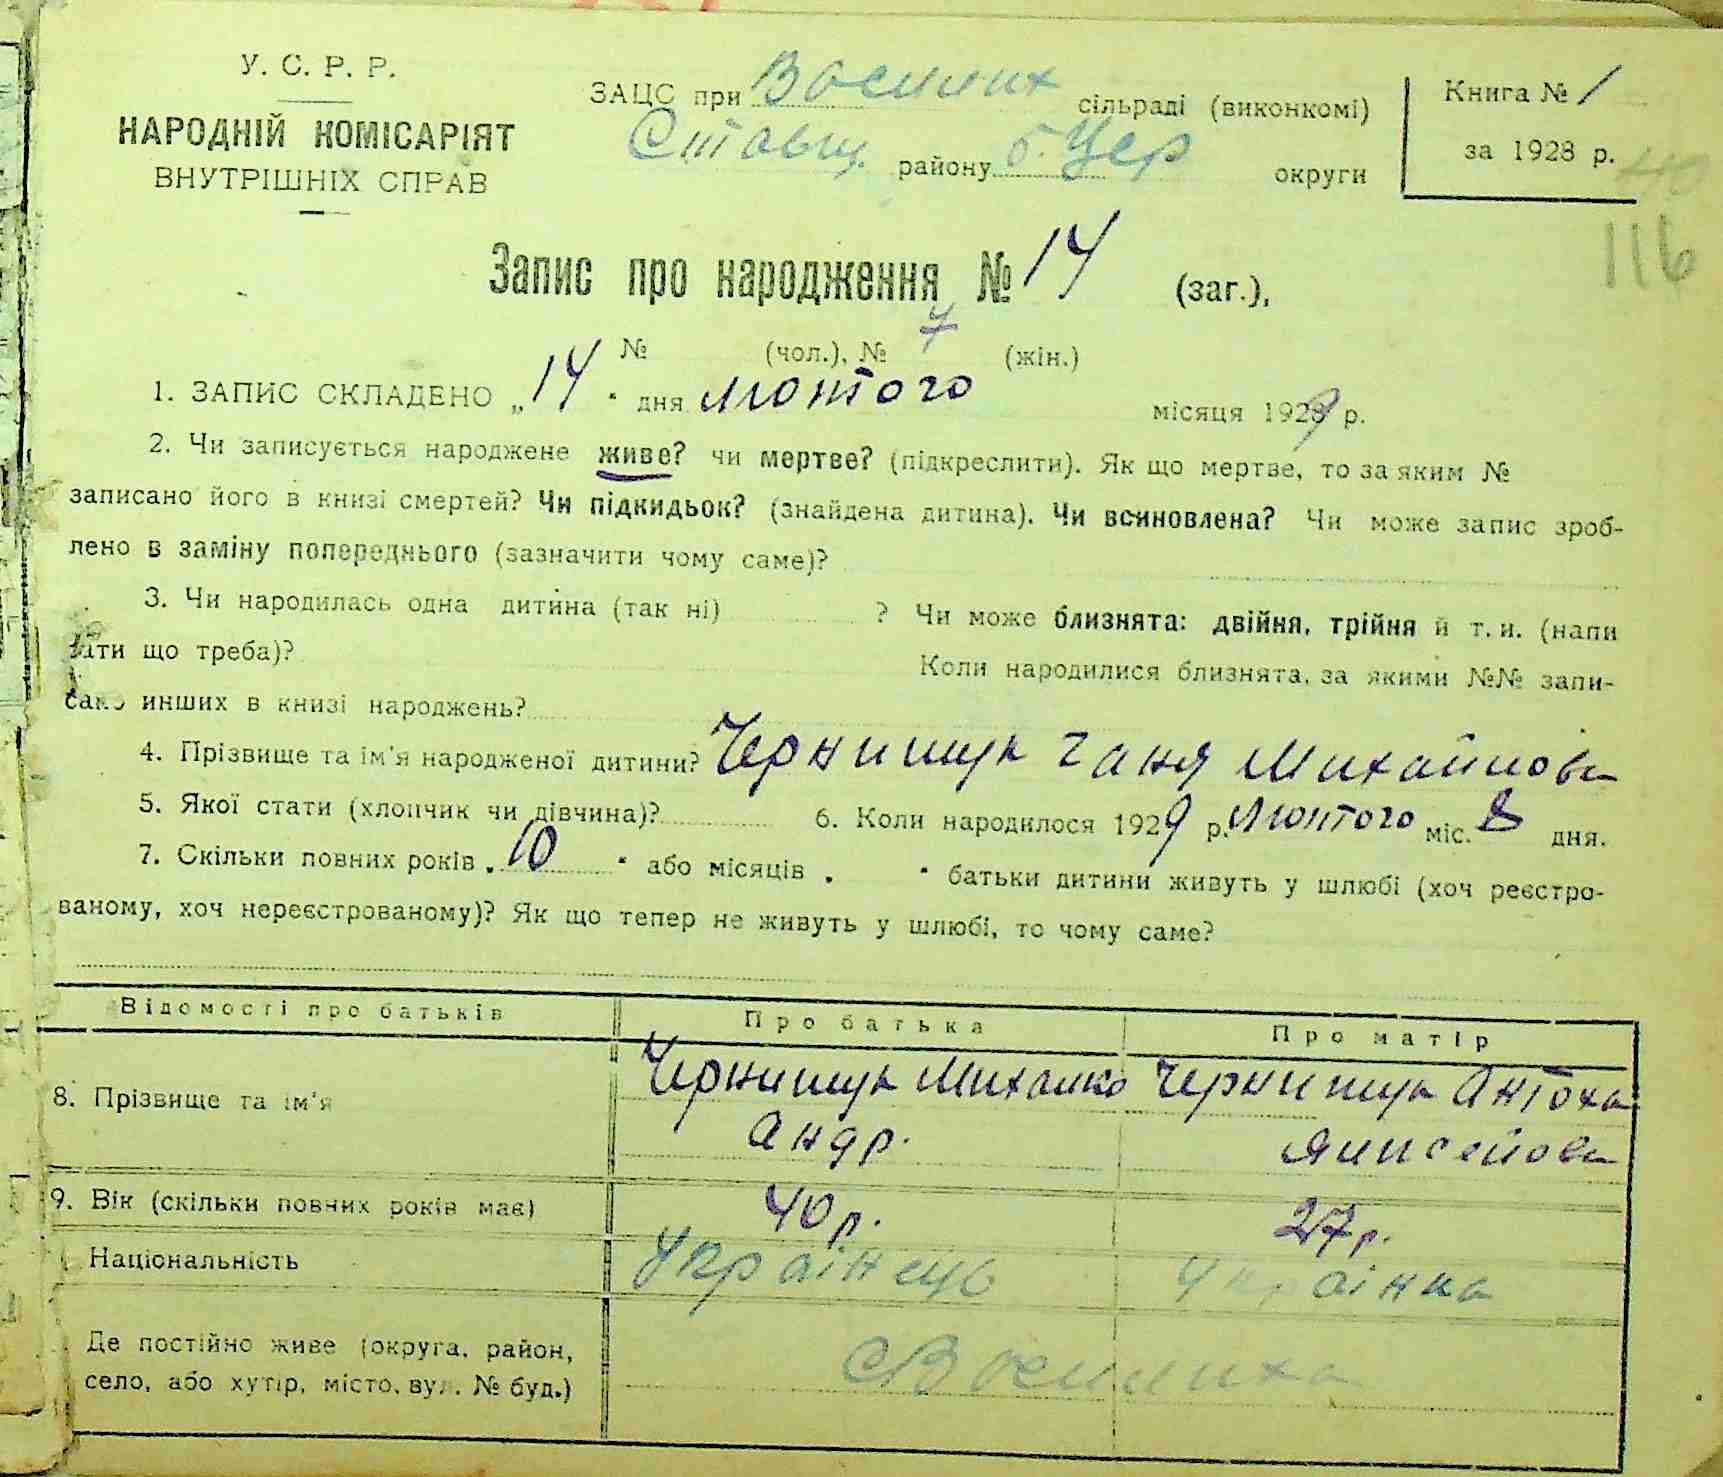 У. С. Р. Р.
НАРОДНІЙ КОМІСАРІЯТ
ВНУТРІШНІХ СПРАВ
ЗАЦС при Василих сільраді (виконкомі)
Ставищ. району б. Цер округи
Книга № 1
за 1928 р.
40
116
Запис про народження № 14 (заг.),
№ (чол.), № 7 (жін.)
1. ЗАПИС СКЛАДЕНО „14“ дня лютого місяця 1929 р.
2. Чи записується народжене живе? чи мертве? (підкреслити). Як що мертве, то за яким №
записано його в книзі смертей? Чи підкидьок? (знайдена дитина). Чи всиновлена? Чи може запис зроб-
лено в заміну попереднього (зазначити чому саме)?
3. Чи народилась одна дитина (так ні) ? Чи може близнята: двійня, трійня й т. и. (напи
сати що треба)? Коли народилися близнята, за якими №№ запи-
сано инших в книзі народжень?
4. Прізвище та ім'я народженої дитини? Чернишук Ганя Михайлова
5. Якої стати (хлопчик чи дівчина)? 6. Коли народилося 1929 р. лютого міс. 8 дня.
7. Скільки повних років „10“ або місяців „ “ батьки дитини живуть у шлюбі (хоч реєстро-
ваному, хоч нереєстрованому)? Як що тепер не живуть у шлюбі, то чому саме?
Відомості про батьків Про батька Про матір
8. Прізвище та ім'я Чернишук Михалко Чернишук
Андр.
9. Вік (скільки повних років має) 40 р. 27 р.
Національність Українець Українка
Де постійно живе (округа, район,
село, або хутір, місто, вул. № буд.)